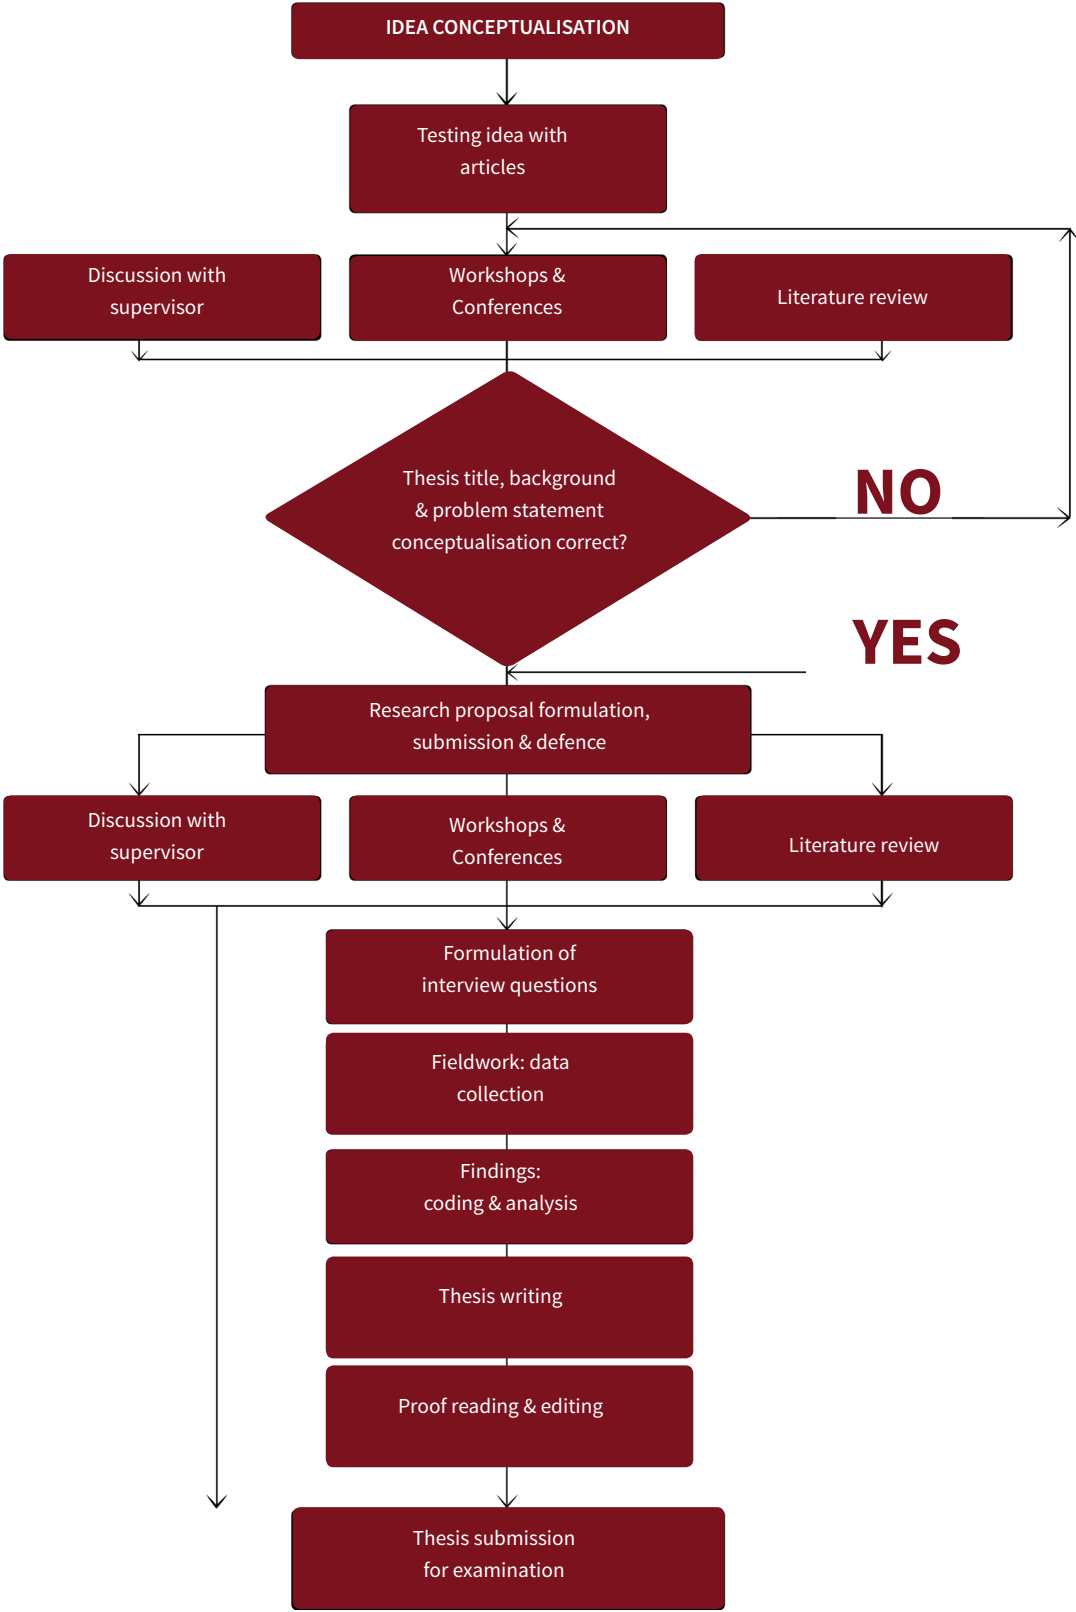 IDEA CONCEPTUALISATION
Testing idea with
articles
Discussion with
supervisor
Workshops &
Conferences
Literature review
Thesis title, background
& problem statement
conceptualisation correct?
NO
YES
Research proposal formulation,
submission & defence
Discussion with
supervisor
Workshops &
Conferences
Literature review
Formulation of
interview questions
Fieldwork: data
collection
Findings:
coding & analysis
Thesis writing
Proof reading & editing
Thesis submission
for examination